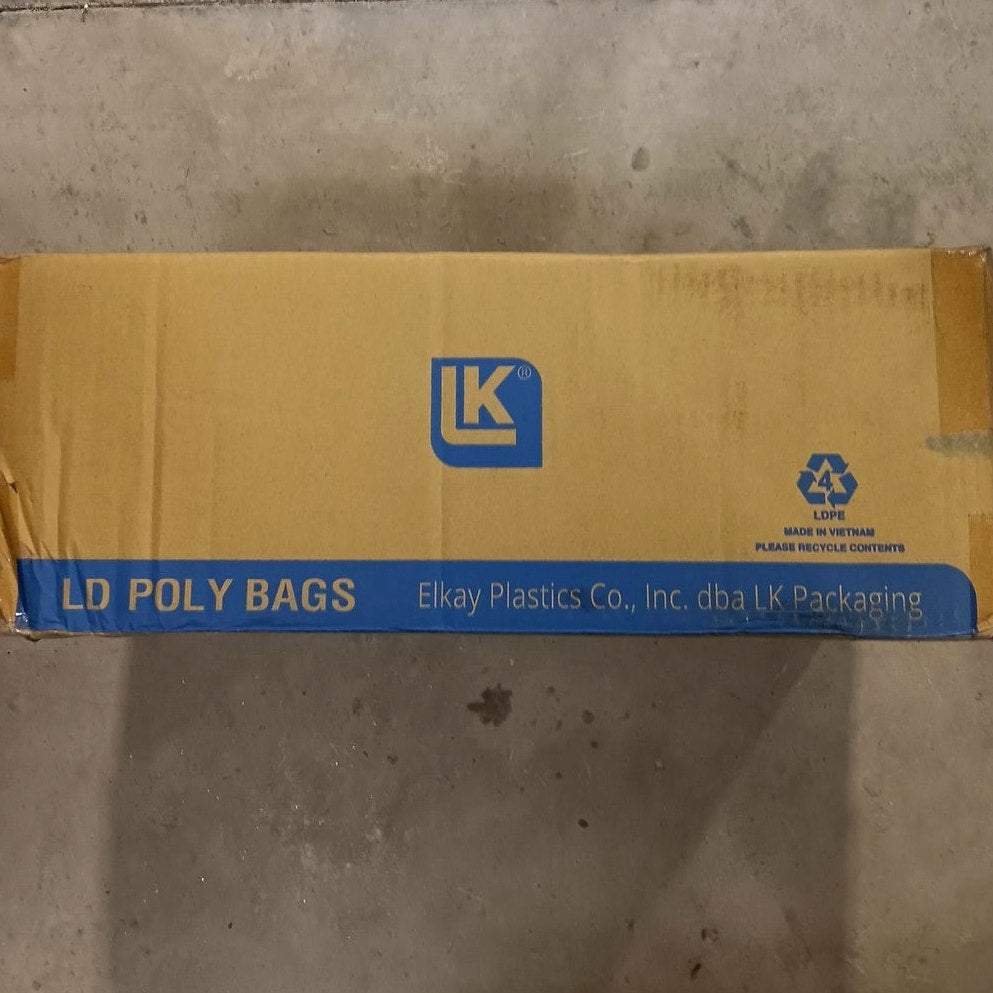 LK®
4
LDPE
MADE IN VIETNAM
PLEASE RECYCLE CONTENTS
LD POLY BAGS Elkay Plastics Co., Inc. dba LK Packaging